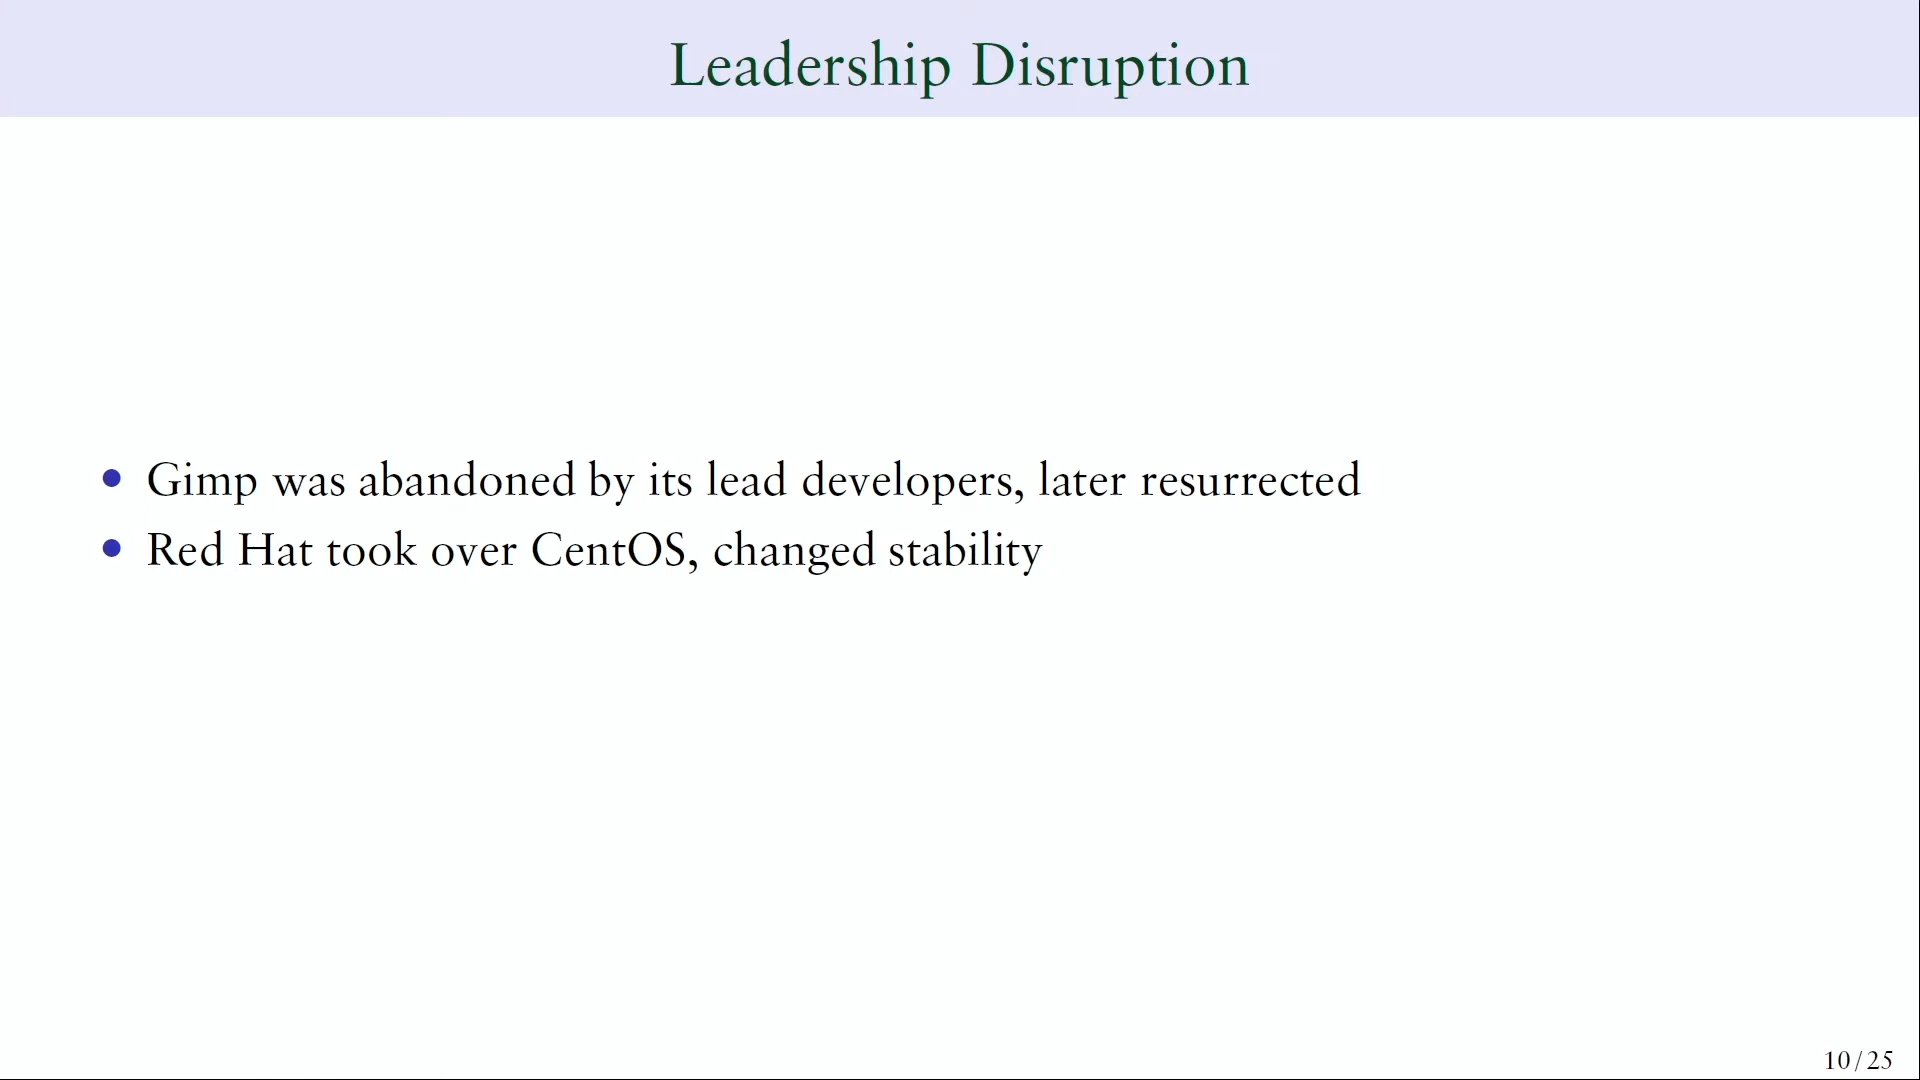 Leadership Disruption
• Gimp was abandoned by its lead developers, later resurrected
• Red Hat took over CentOS, changed stability
10/25